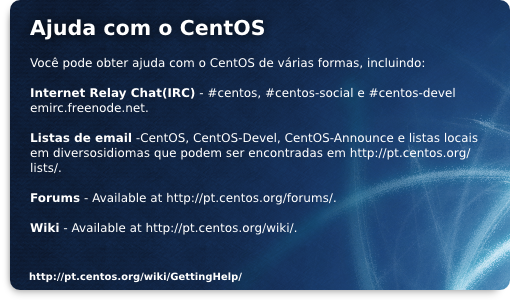 Ajuda com o CentOS
Você pode obter ajuda com o CentOS de várias formas, incluindo:
Internet Relay Chat(IRC) - #centos, #centos-social e #centos-devel
emirc.freenode.net.
Listas de email -CentOS, CentOS-Devel, CentOS-Announce e listas locais
em diversosidiomas que podem ser encontradas em http://pt.centos.org/
lists/.
Forums - Available at http://pt.centos.org/forums/.
Wiki - Available at http://pt.centos.org/wiki/.
http://pt.centos.org/wiki/GettingHelp/